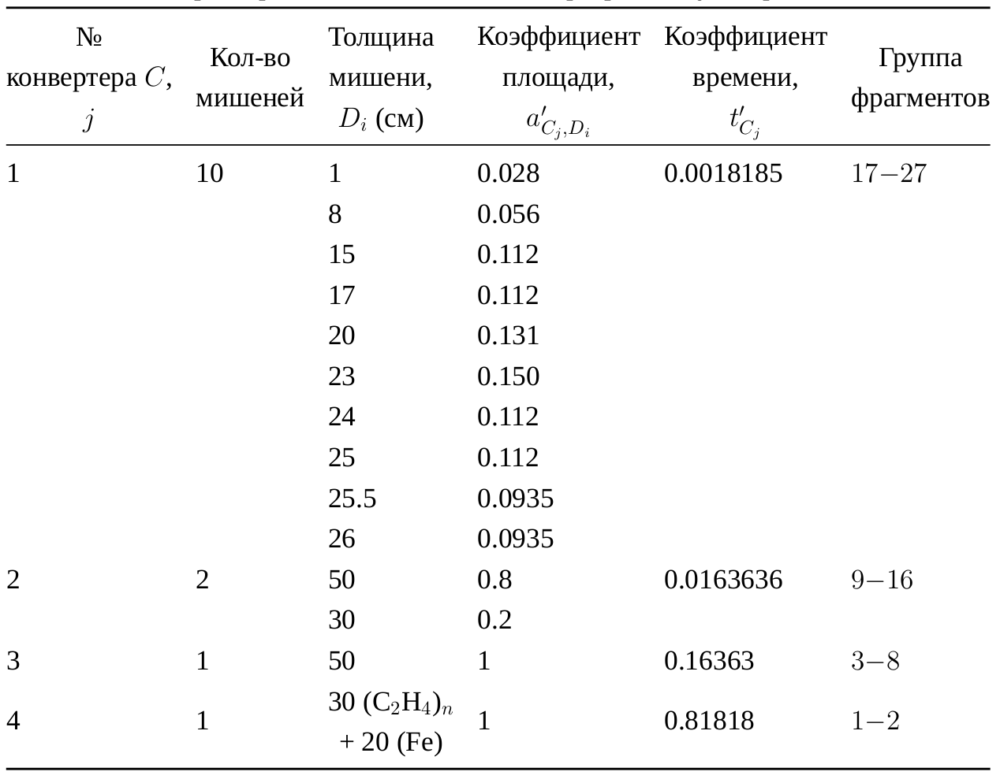 № конвертера C, j | Кол-во мишеней | Толщина мишени, D_i (см) | Коэффициент площади, a′_{C_j,D_i} | Коэффициент времени, t′_{C_j} | Группа фрагментов
1 10 1 0.028 0.0018185 17−27
8 0.056
15 0.112
17 0.112
20 0.131
23 0.150
24 0.112
25 0.112
25.5 0.0935
26 0.0935
2 2 50 0.8 0.0163636 9−16
30 0.2
3 1 50 1 0.16363 3−8
4 1 30 (C₂H₄)ₙ + 20 (Fe) 1 0.81818 1−2